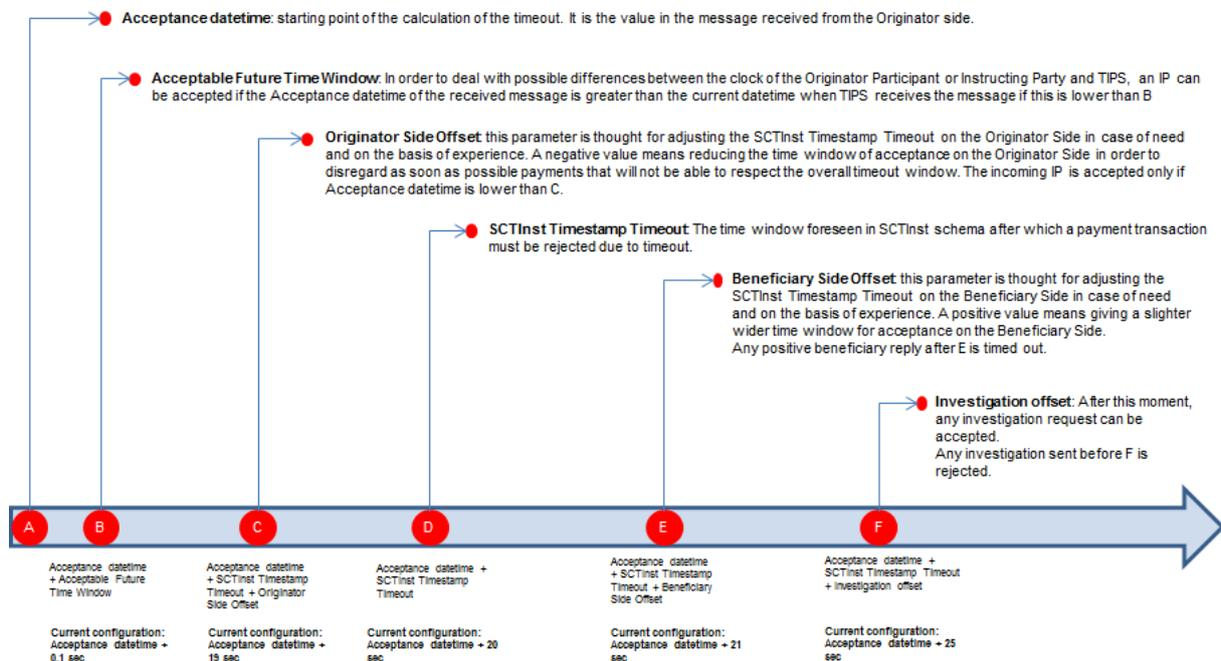 Acceptance datetime: starting point of the calculation of the timeout. It is the value in the message received from the Originator side.
Acceptable Future Time Window: In order to deal with possible differences between the clock of the Originator Participant or Instructing Party and TIPS, an IP can
be accepted if the Acceptance datetime of the received message is greater than the current datetime when TIPS receives the message if this is lower than B
Originator Side Offset: this parameter is thought for adjusting the SCTInst Timestamp Timeout on the Originator Side in case of need
and on the basis of experience. A negative value means reducing the time window of acceptance on the Originator Side in order to
disregard as soon as possible payments that will not be able to respect the overall timeout window. The incoming IP is accepted only if
Acceptance datetime is lower than C.
SCTInst Timestamp Timeout: The time window foreseen in SCTInst schema after which a payment transaction
must be rejected due to timeout.
Beneficiary Side Offset: this parameter is thought for adjusting the
SCTInst Timestamp Timeout on the Beneficiary Side in case of need
and on the basis of experience. A positive value means giving a slighter
wider time window for acceptance on the Beneficiary Side.
Any positive beneficiary reply after E is timed out.
Investigation offset: After this moment,
any investigation request can be
accepted.
Any investigation sent before F is
rejected.
A
B
C
D
E
F
Acceptance datetime
+ Acceptable Future
Time Window
Current configuration:
Acceptance datetime +
0.1 sec
Acceptance datetime
+ SCTInst Timestamp
Timeout + Originator
Side Offset
Current configuration:
Acceptance datetime +
19 sec
Acceptance datetime +
SCTInst Timestamp
Timeout
Current configuration:
Acceptance datetime + 20
sec
Acceptance datetime
+ SCTInst Timestamp
Timeout + Beneficiary
Side Offset
Current configuration:
Acceptance datetime + 21
sec
Acceptance datetime +
SCTInst Timestamp Timeout
+ Investigation offset
Current configuration:
Acceptance datetime + 25
sec